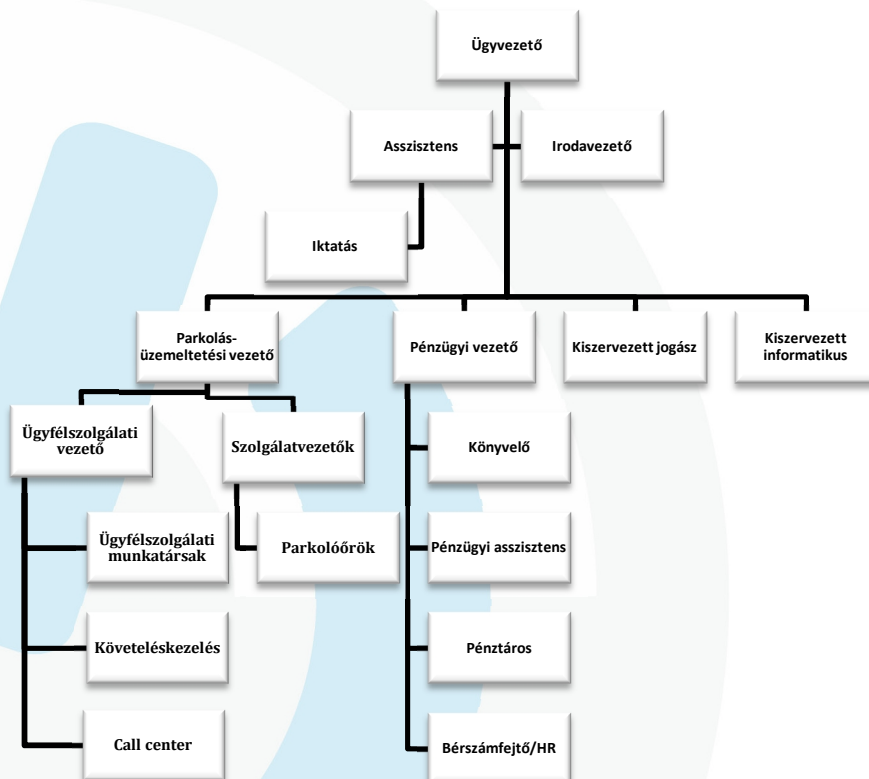 Ügyvezető
Asszisztens
Irodavezető
Iktatás
Parkolás-
üzemeltetési vezető
Pénzügyi vezető
Kiszervezett jogász
Kiszervezett
informatikus
Ügyfélszolgálati
vezető
Szolgálatvezetők
Könyvelő
Ügyfélszolgálati
munkatársak
Parkolóőrök
Pénzügyi asszisztens
Követeléskezelés
Pénztáros
Call center
Bérszámfejtő/HR